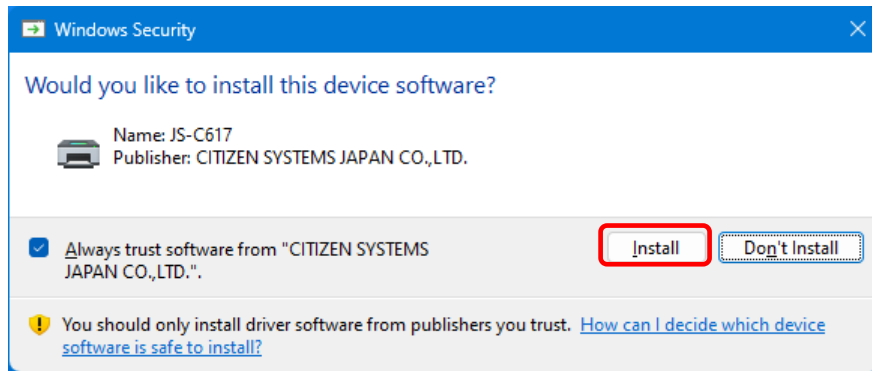 Windows Security
Would you like to install this device software?
Name: JS-C617
Publisher: CITIZEN SYSTEMS JAPAN CO.,LTD.
Always trust software from "CITIZEN SYSTEMS
JAPAN CO.,LTD.".
Install
Don't Install
You should only install driver software from publishers you trust. How can I decide which device
software is safe to install?